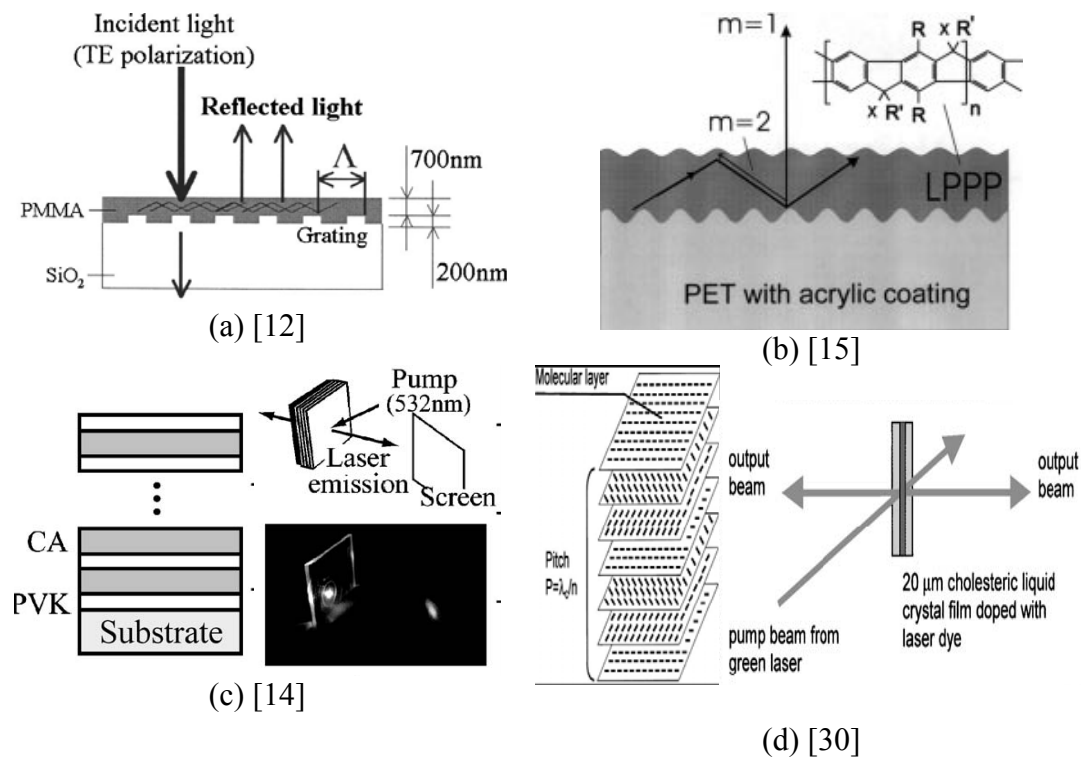 Incident light
(TE polarization)
Reflected light
Λ
700nm
PMMA
Grating
200nm
SiO₂
(a) [12]
m=1
m=2
R
x R'
n
x R'
R
LPPP
PET with acrylic coating
(b) [15]
Pump
(532nm)
Laser
emission
Screen
CA
PVK
Substrate
(c) [14]
Molecular layer
Pitch
P=λc/n
output
beam
output
beam
pump beam from
green laser
20 μm cholesteric liquid
crystal film doped with
laser dye
(d) [30]